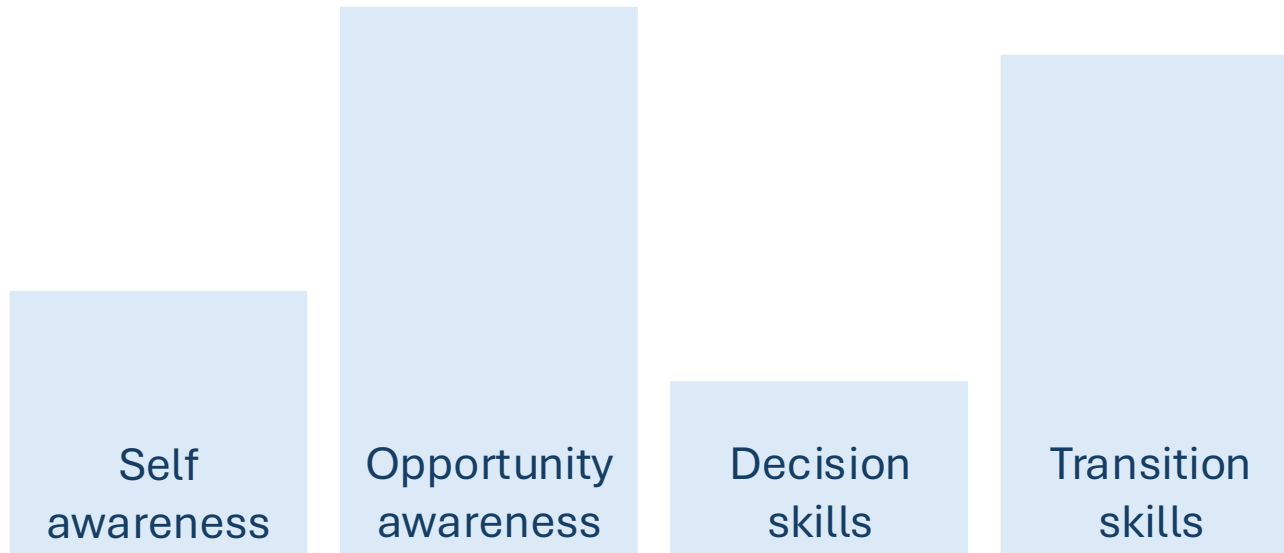 Self
awareness
Opportunity
awareness
Decision
skills
Transition
skills